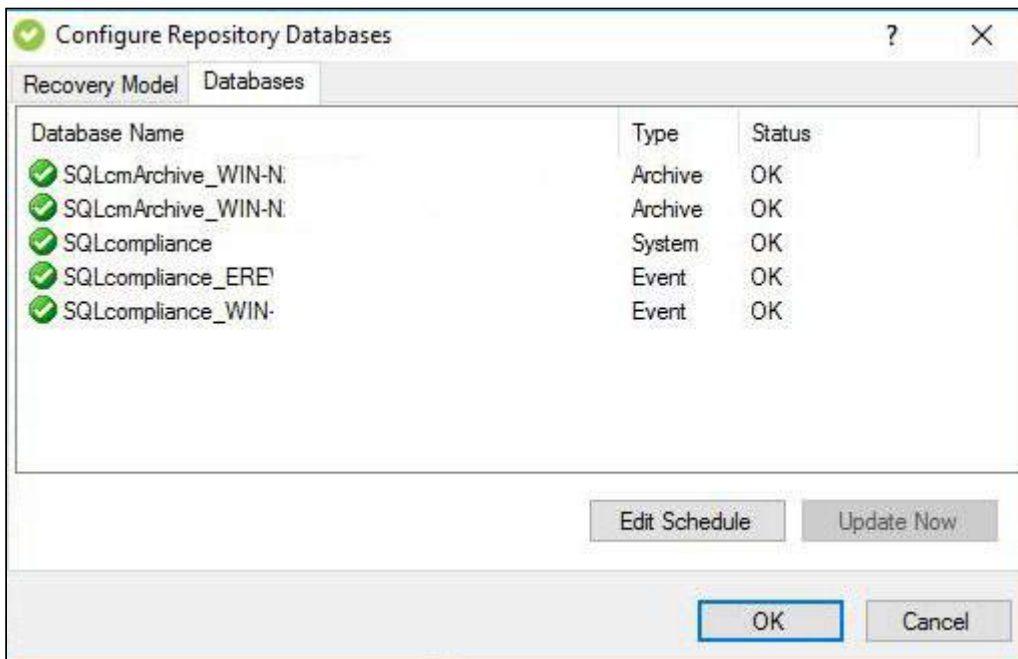 Configure Repository Databases ? X
Recovery Model Databases
Database Name Type Status
SQLcmArchive_WIN-N: Archive OK
SQLcmArchive_WIN-N: Archive OK
SQLcompliance System OK
SQLcompliance_EREV Event OK
SQLcompliance_WIN- Event OK
Edit Schedule Update Now
OK Cancel